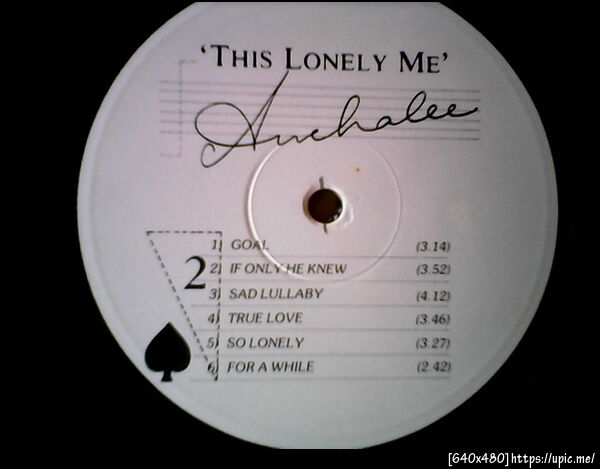 ‘THIS LONELY ME’
Anchalee
2
1) GOAL (3.14)
2) IF ONLY HE KNEW (3.52)
3) SAD LULLABY (4.12)
4) TRUE LOVE (3.46)
5) SO LONELY (3.27)
6) FOR A WHILE (2.42)
[640x480]https://upic.me/